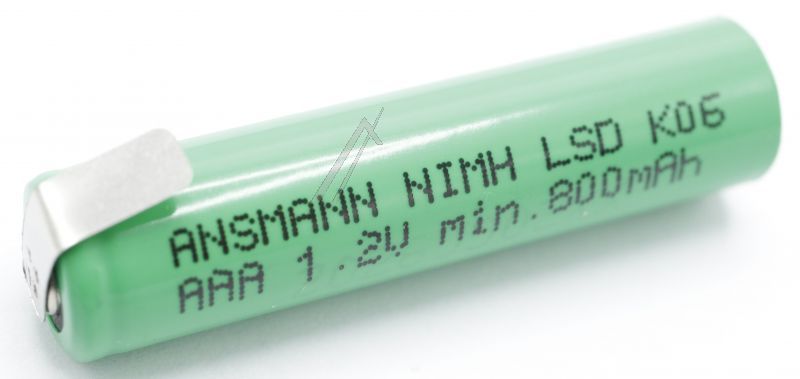 ANSMANN NIMH LSD K06
AAA 1.2V min.800mAh